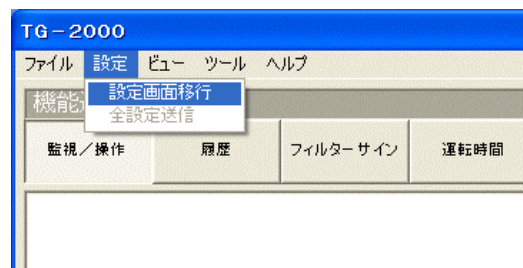 TG-2000
ファイル 設定 ビュー ツール ヘルプ
設定画面移行
機能
全設定送信
監視／操作 履歴 フィルターサイン 運転時間